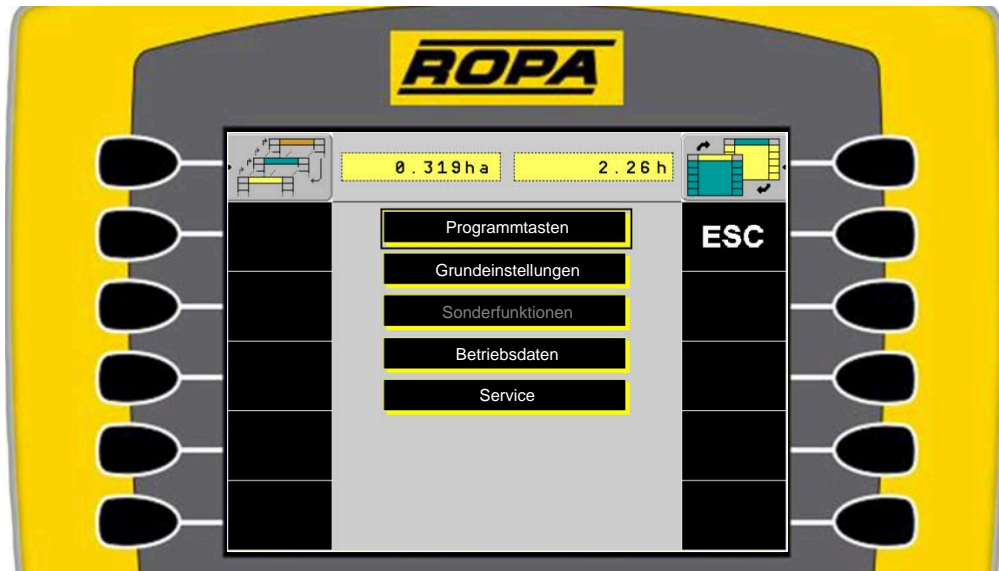 ROPA
0.319ha 2.26h
Programmtasten
ESC
Grundeinstellungen
Sonderfunktionen
Betriebsdaten
Service